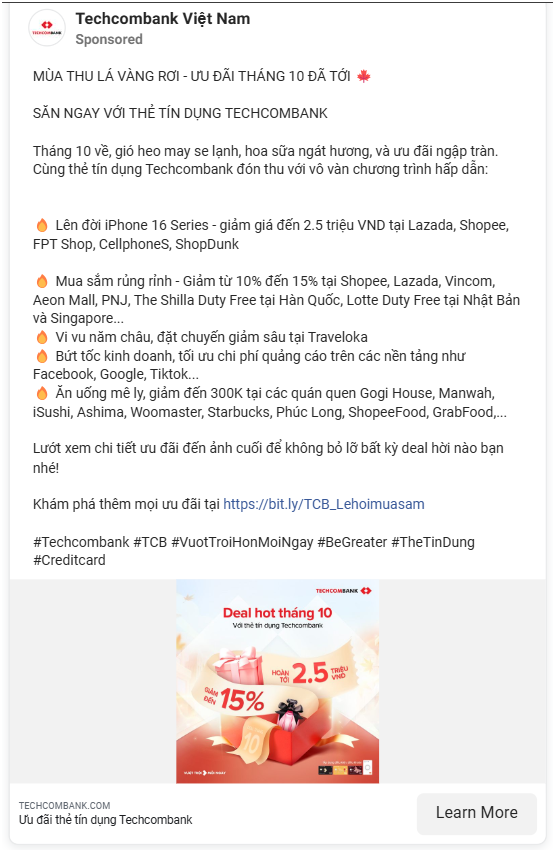 Techcombank Việt Nam
TECHCOMBANK
Sponsored
MÙA THU LÁ VÀNG RƠI - ƯU ĐÃI THÁNG 10 ĐÃ TỚI 🍁
SĂN NGAY VỚI THẺ TÍN DỤNG TECHCOMBANK
Tháng 10 về, gió heo may se lạnh, hoa sữa ngát hương, và ưu đãi ngập tràn.
Cùng thẻ tín dụng Techcombank đón thu với vô vàn chương trình hấp dẫn:
🔥 Lên đời iPhone 16 Series - giảm giá đến 2.5 triệu VND tại Lazada, Shopee,
FPT Shop, CellphoneS, ShopDunk
🔥 Mua sắm rủng rỉnh - Giảm từ 10% đến 15% tại Shopee, Lazada, Vincom,
Aeon Mall, PNJ, The Shilla Duty Free tại Hàn Quốc, Lotte Duty Free tại Nhật Bản
và Singapore...
🔥 Vi vu năm châu, đặt chuyến giảm sâu tại Traveloka
🔥 Bứt tốc kinh doanh, tối ưu chi phí quảng cáo trên các nền tảng như
Facebook, Google, Tiktok...
🔥 Ăn uống mê ly, giảm đến 300K tại các quán quen Gogi House, Manwah,
iSushi, Ashima, Woomaster, Starbucks, Phúc Long, ShopeeFood, GrabFood,...
Lướt xem chi tiết ưu đãi đến ảnh cuối để không bỏ lỡ bất kỳ deal hời nào bạn
nhé!
Khám phá thêm mọi ưu đãi tại https://bit.ly/TCB_Lehoimuasam
#Techcombank #TCB #VuotTroiHonMoiNgay #BeGreater #TheTinDung
#Creditcard
TECHCOMBANK
Deal hot tháng 10
Với thẻ tín dụng Techcombank
HOÀN TỚI 2.5 TRIỆU VND
GIẢM ĐẾN 15%
10
VƯỢT TRỘI MỖI NGÀY
TECHCOMBANK.COM
Ưu đãi thẻ tín dụng Techcombank
Learn More